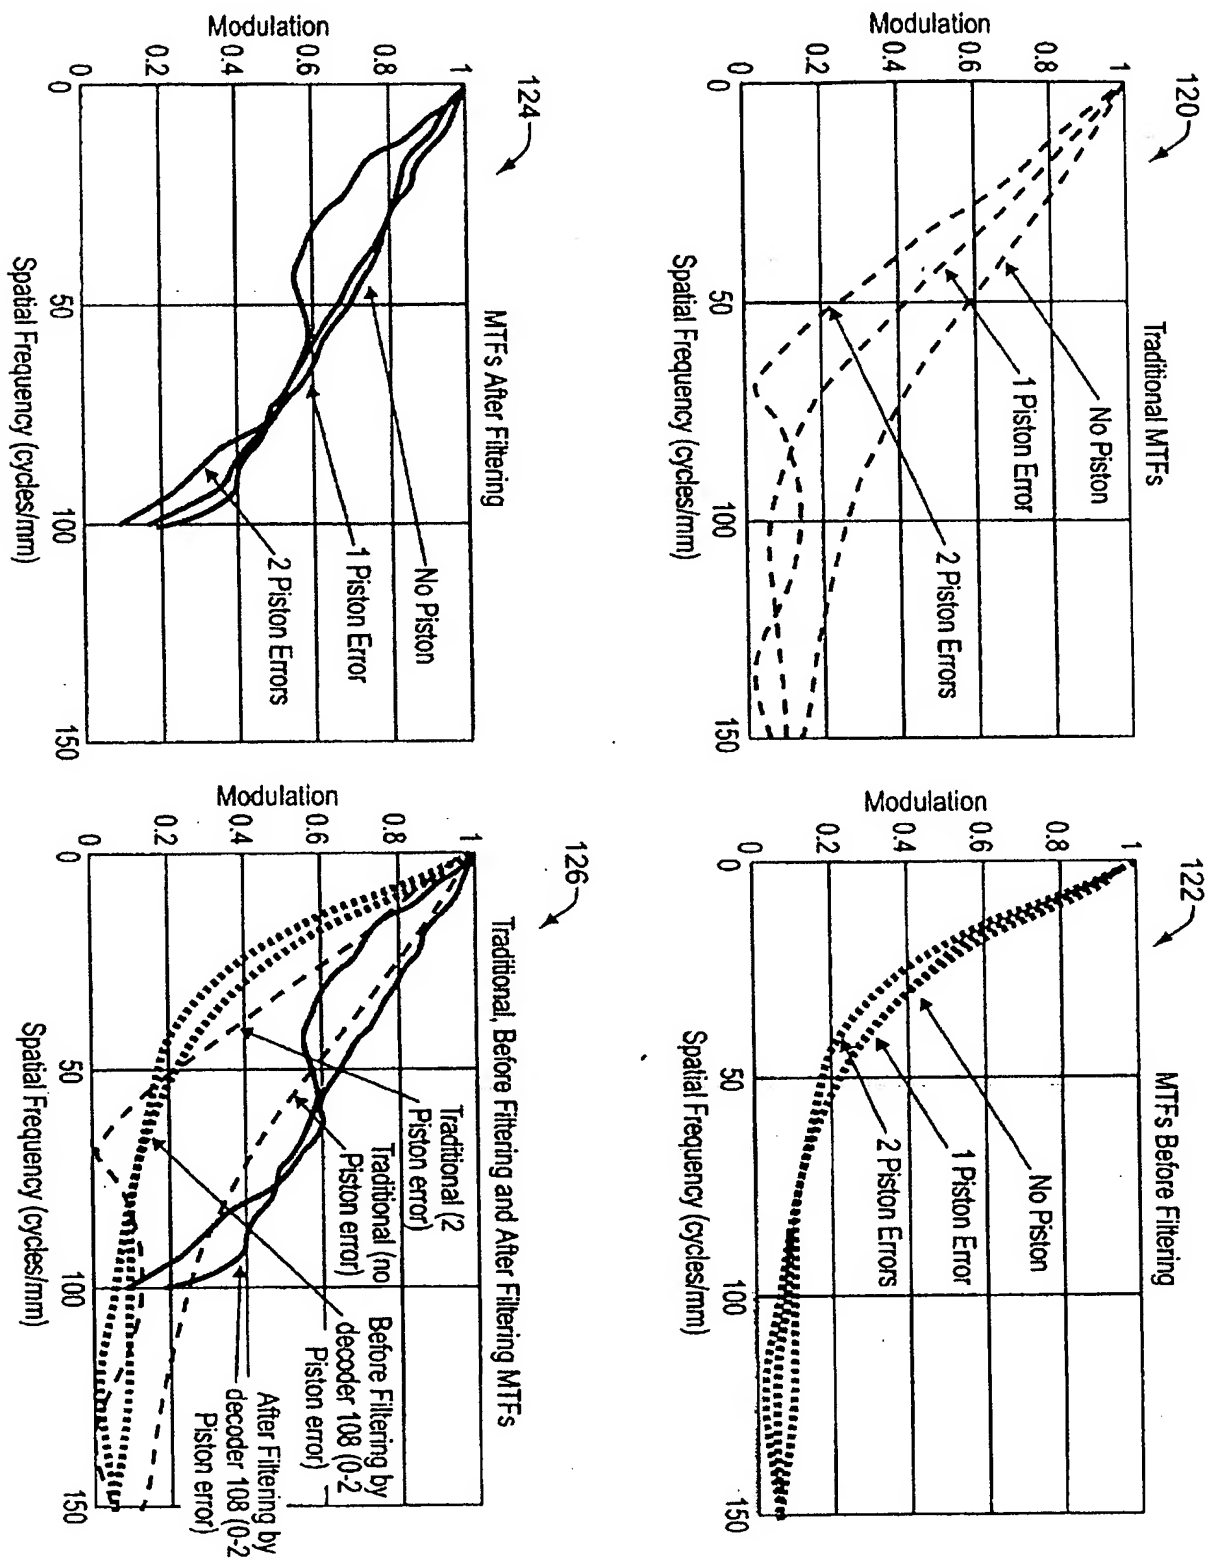 120
Traditional MTFs
Modulation
1
0.8
0.6
0.4
0.2
0
0
50
100
150
No Piston
1 Piston Error
2 Piston Errors
Spatial Frequency (cycles/mm)
122
MTFs Before Filtering
Modulation
1
0.8
0.6
0.4
0.2
0
0
50
100
150
No Piston
1 Piston Error
2 Piston Errors
Spatial Frequency (cycles/mm)
124
MTFs After Filtering
Modulation
1
0.8
0.6
0.4
0.2
0
0
50
100
150
No Piston
1 Piston Error
2 Piston Errors
Spatial Frequency (cycles/mm)
126
Traditional, Before Filtering and After Filtering MTFs
Modulation
1
0.8
0.6
0.4
0.2
0
0
50
100
150
Traditional (2
Piston error)
Traditional (no
Piston error)
Before Filtering by
decoder 108 (0-2
Piston error)
After Filtering by
decoder 108 (0-2
Piston error)
Spatial Frequency (cycles/mm)